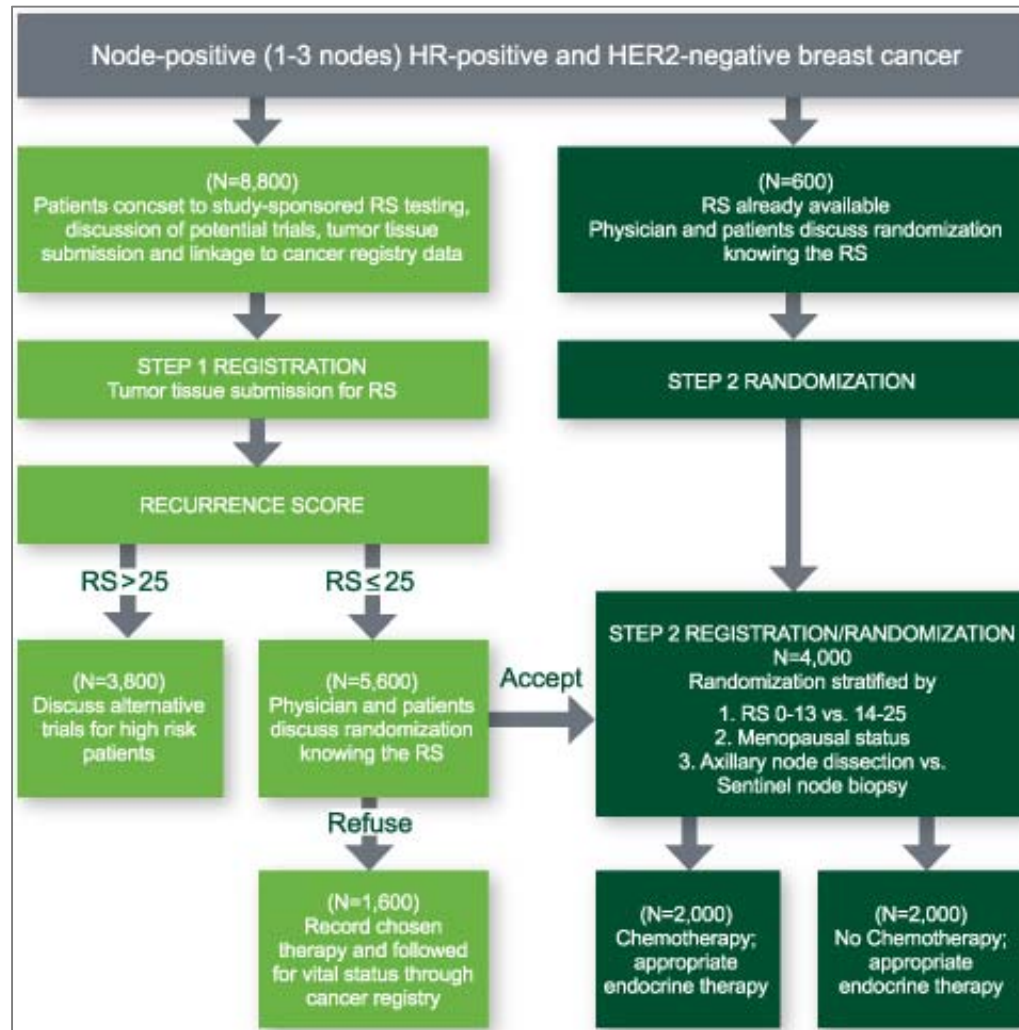 Node-positive (1-3 nodes) HR-positive and HER2-negative breast cancer
(N=8,800)
Patients concset to study-sponsored RS testing,
discussion of potential trials, tumor tissue
submission and linkage to cancer registry data
(N=600)
RS already available
Physician and patients discuss randomization
knowing the RS
STEP 1 REGISTRATION
Tumor tissue submission for RS
STEP 2 RANDOMIZATION
RECURRENCE SCORE
RS>25
RS≤25
(N=3,800)
Discuss alternative
trials for high risk
patients
(N=5,600)
Physician and patients
discuss randomization
knowing the RS
Accept
STEP 2 REGISTRATION/RANDOMIZATION
N=4,000
Randomization stratified by
1. RS 0-13 vs. 14-25
2. Menopausal status
3. Axillary node dissection vs.
Sentinel node biopsy
Refuse
(N=1,600)
Record chosen
therapy and followed
for vital status through
cancer registry
(N=2,000)
Chemotherapy;
appropriate
endocrine therapy
(N=2,000)
No Chemotherapy;
appropriate
endocrine therapy